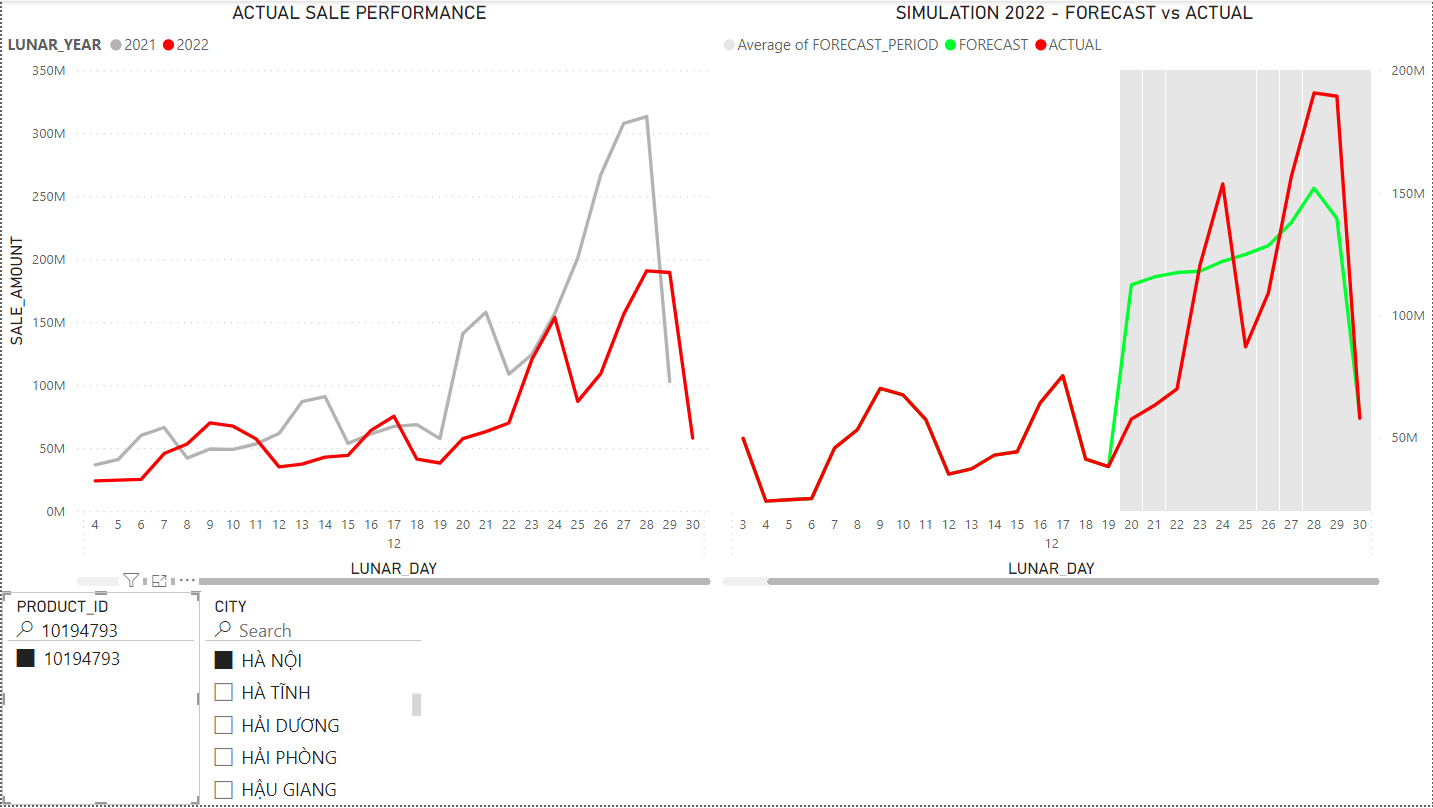 ACTUAL SALE PERFORMANCE
LUNAR_YEAR 2021 2022
350M
300M
250M
200M
150M
100M
50M
0M
SALE_AMOUNT
4 5 6 7 8 9 10 11 12 13 14 15 16 17 18 19 20 21 22 23 24 25 26 27 28 29 30
12
LUNAR_DAY
SIMULATION 2022 - FORECAST vs ACTUAL
Average of FORECAST_PERIOD FORECAST ACTUAL
200M
150M
100M
50M
3 4 5 6 7 8 9 10 11 12 13 14 15 16 17 18 19 20 21 22 23 24 25 26 27 28 29 30
12
LUNAR_DAY
PRODUCT_ID
10194793
10194793
CITY
Search
HÀ NỘI
HÀ TĨNH
HẢI DƯƠNG
HẢI PHÒNG
HẬU GIANG